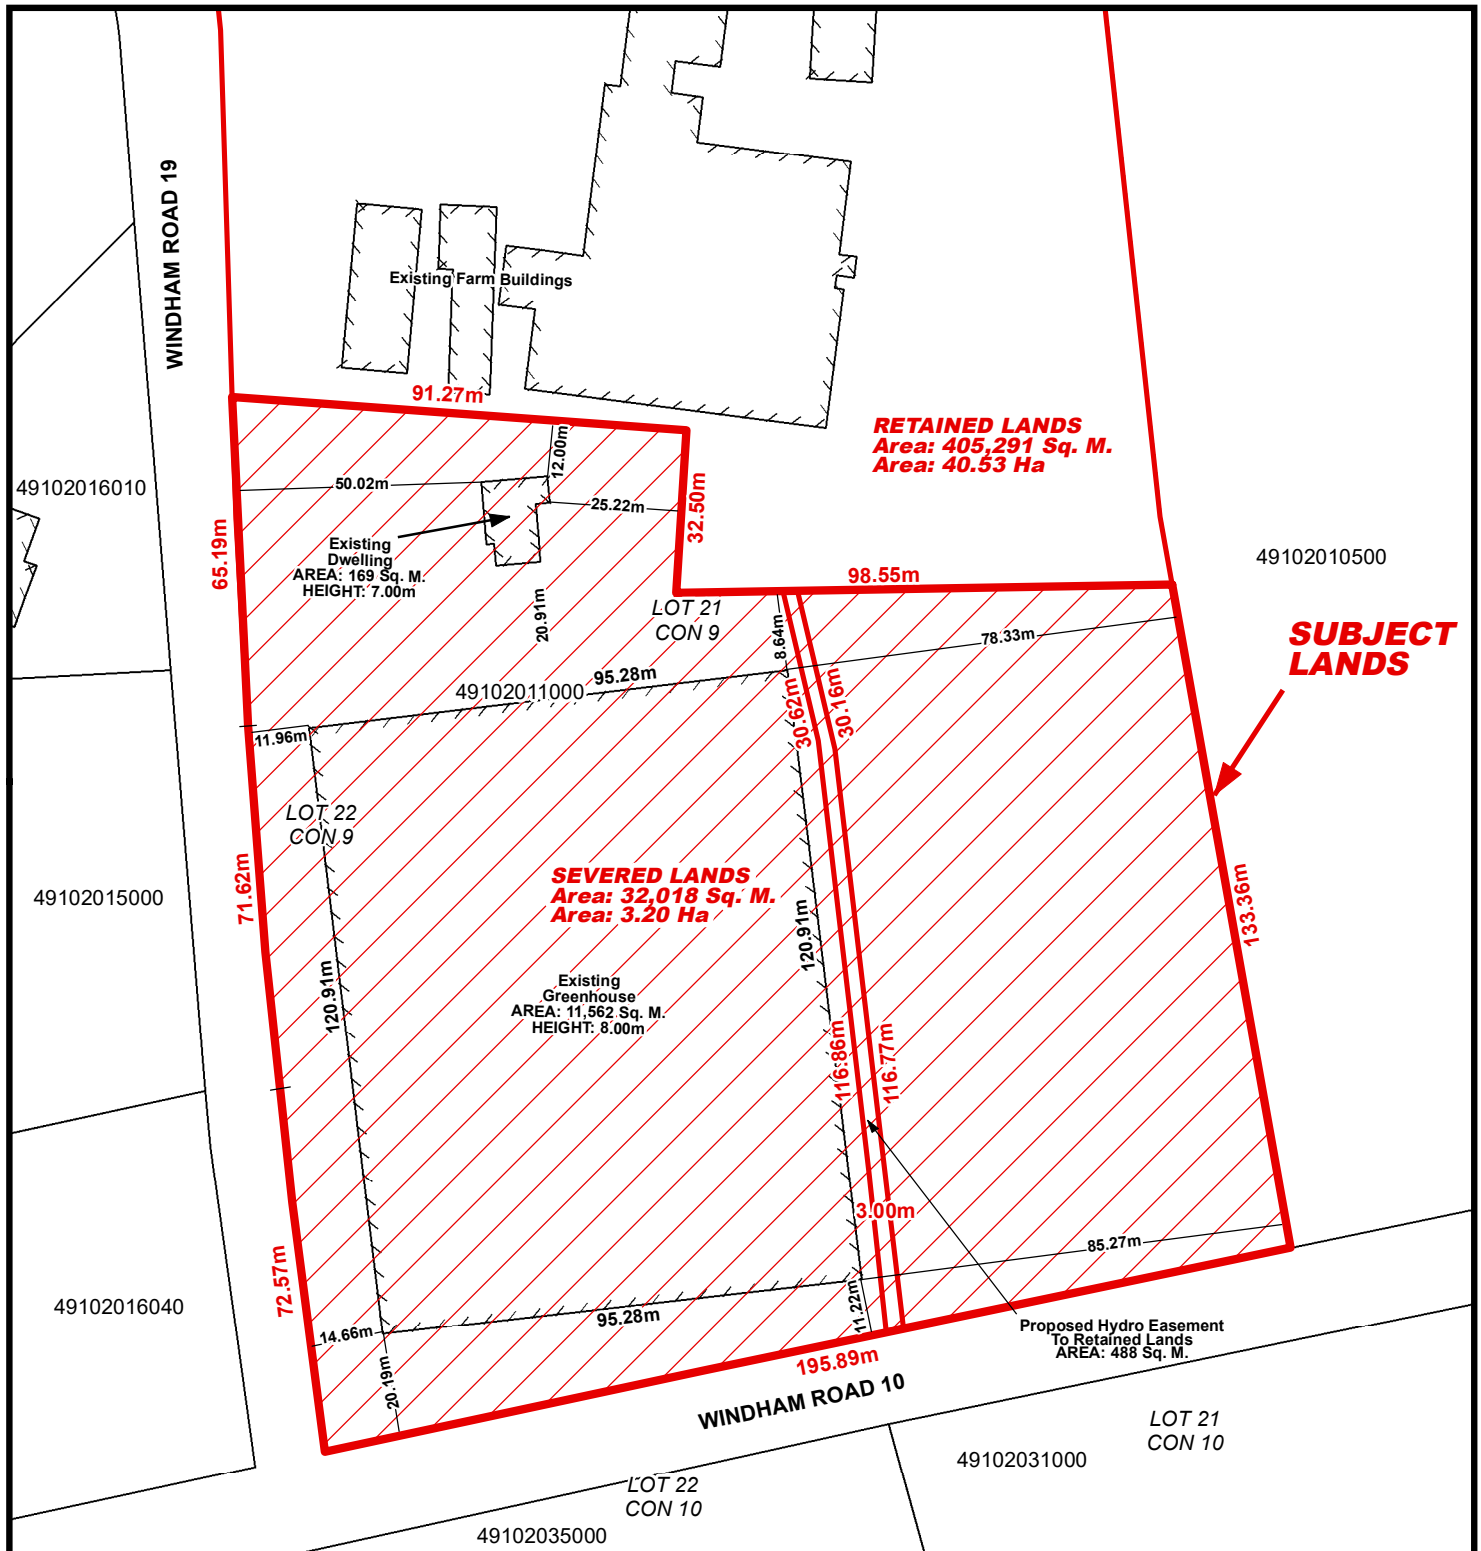 WINDHAM ROAD 19
Existing Farm Buildings
91.27m
RETAINED LANDS
Area: 405,291 Sq. M.
Area: 40.53 Ha
12.00m
50.02m
25.22m
32.50m
49102016010
Existing
Dwelling
AREA: 169 Sq. M.
HEIGHT: 7.00m
65.19m
98.55m
49102010500
20.91m
LOT 21
CON 9
8.64m
78.33m
SUBJECT
LANDS
95.28m
49102011000
30.62m
30.16m
11.96m
LOT 22
CON 9
71.62m
49102015000
SEVERED LANDS
Area: 32,018 Sq. M.
Area: 3.20 Ha
120.91m
133.36m
120.91m
Existing
Greenhouse
AREA: 11,562 Sq. M.
HEIGHT: 8.00m
116.86m
116.77m
3.00m
85.27m
72.57m
49102016040
95.28m
11.22m
14.66m
20.19m
Proposed Hydro Easement
To Retained Lands
AREA: 488 Sq. M.
195.89m
WINDHAM ROAD 10
LOT 21
CON 10
49102031000
LOT 22
CON 10
49102035000